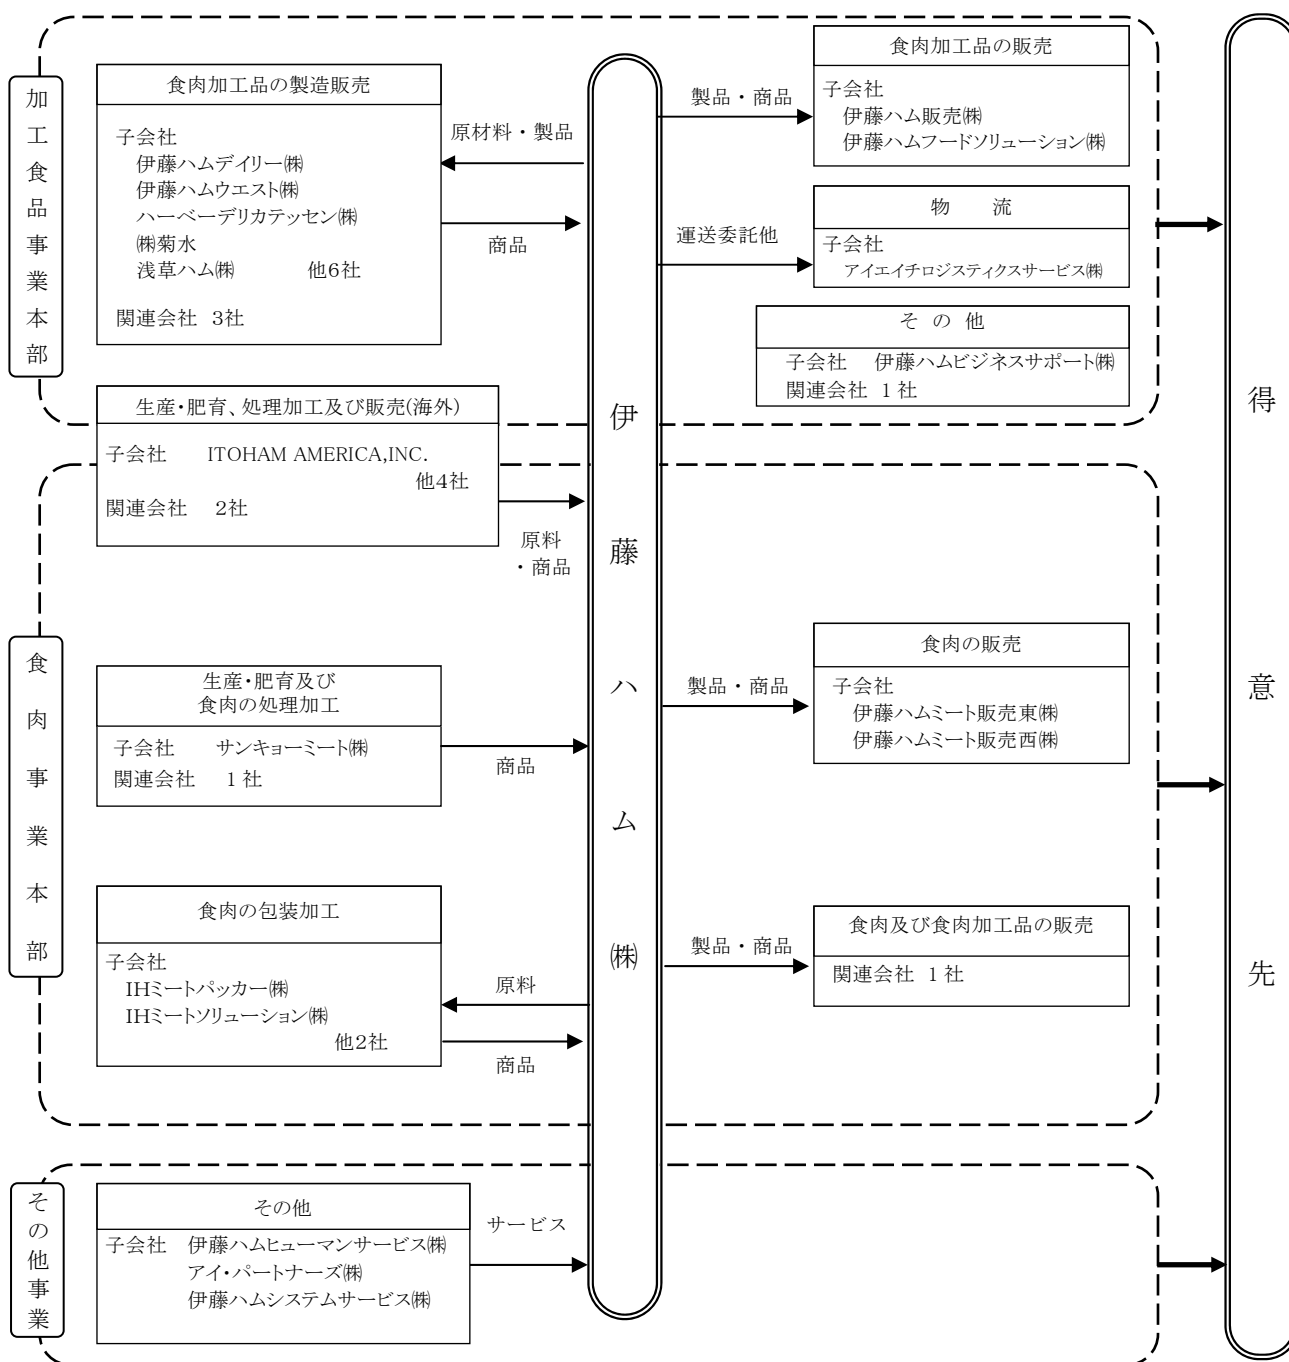 加工食品事業本部
食肉加工品の製造販売
子会社
伊藤ハムデイリー㈱
伊藤ハムウエスト㈱
ハーベーデリカテッセン㈱
㈱菊水
浅草ハム㈱ 他6社
関連会社 3社
原材料・製品
商品
製品・商品
食肉加工品の販売
子会社
伊藤ハム販売㈱
伊藤ハムフードソリューション㈱
運送委託他
物 流
子会社
アイエイチロジスティクスサービス㈱
そ の 他
子会社 伊藤ハムビジネスサポート㈱
関連会社 1社
生産・肥育、処理加工及び販売(海外)
子会社 ITOHAM AMERICA,INC.
他4社
関連会社 2社
原料
・商品
伊藤ハム㈱
得意先
食肉事業本部
生産・肥育及び
食肉の処理加工
子会社 サンキョーミート㈱
関連会社 1社
商品
製品・商品
食肉の販売
子会社
伊藤ハムミート販売東㈱
伊藤ハムミート販売西㈱
食肉の包装加工
子会社
IHミートパッカー㈱
IHミートソリューション㈱
他2社
原料
商品
製品・商品
食肉及び食肉加工品の販売
関連会社 1社
その他事業
その他
子会社 伊藤ハムヒューマンサービス㈱
アイ・パートナーズ㈱
伊藤ハムシステムサービス㈱
サービス